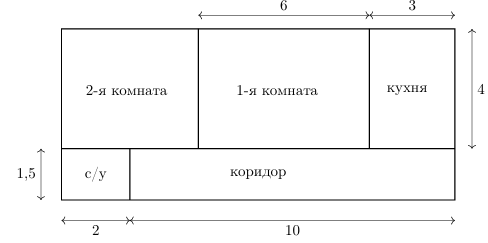 6 3
2-я комната 1-я комната кухня 4
1,5 с/у коридор
2 10